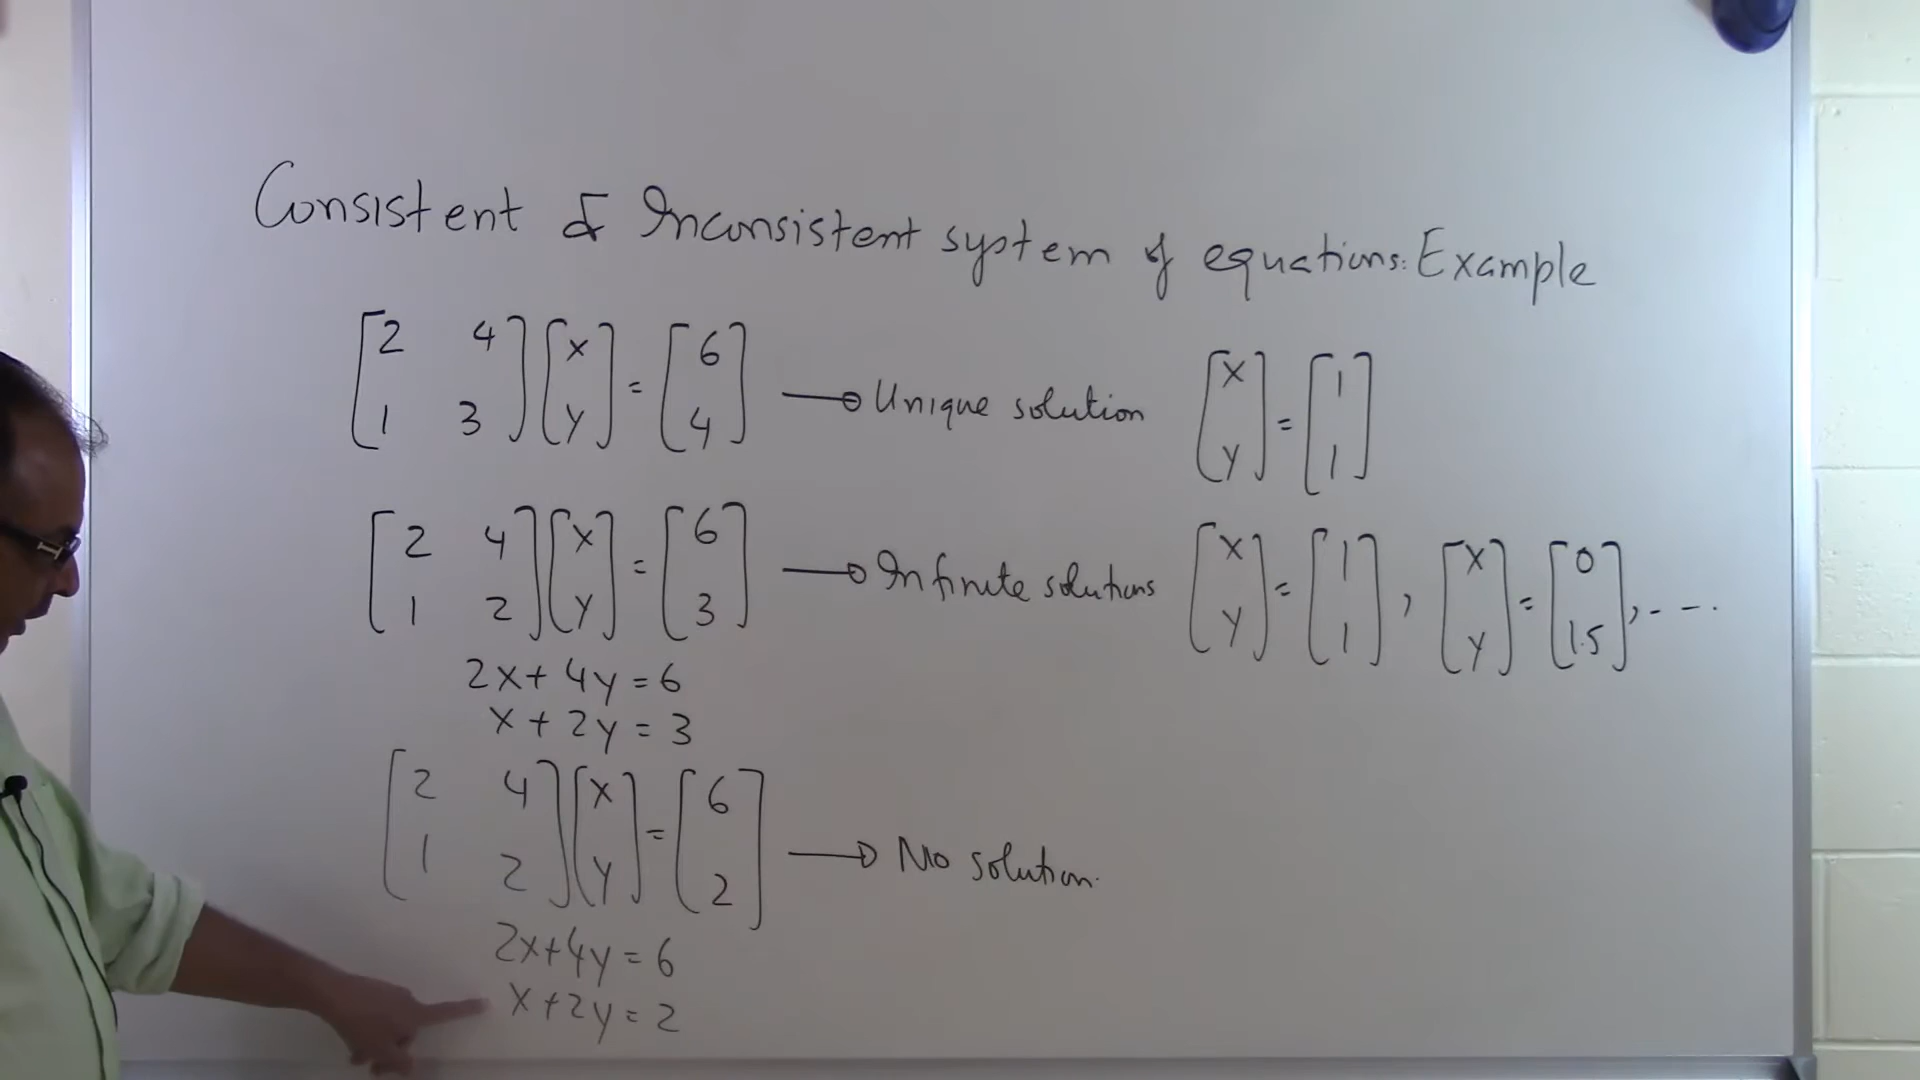 Consistent & Inconsistent system of equations: Example
[2 4; 1 3] [x; y] = [6; 4] → Unique solution [x; y] = [1; 1]
[2 4; 1 2] [x; y] = [6; 3] → Infinite solutions [x; y] = [1; 1], [x; y] = [0; 1.5], - - -.
2x + 4y = 6
x + 2y = 3
[2 4; 1 2] [x; y] = [6; 2] → No solution.
2x + 4y = 6
x + 2y = 2